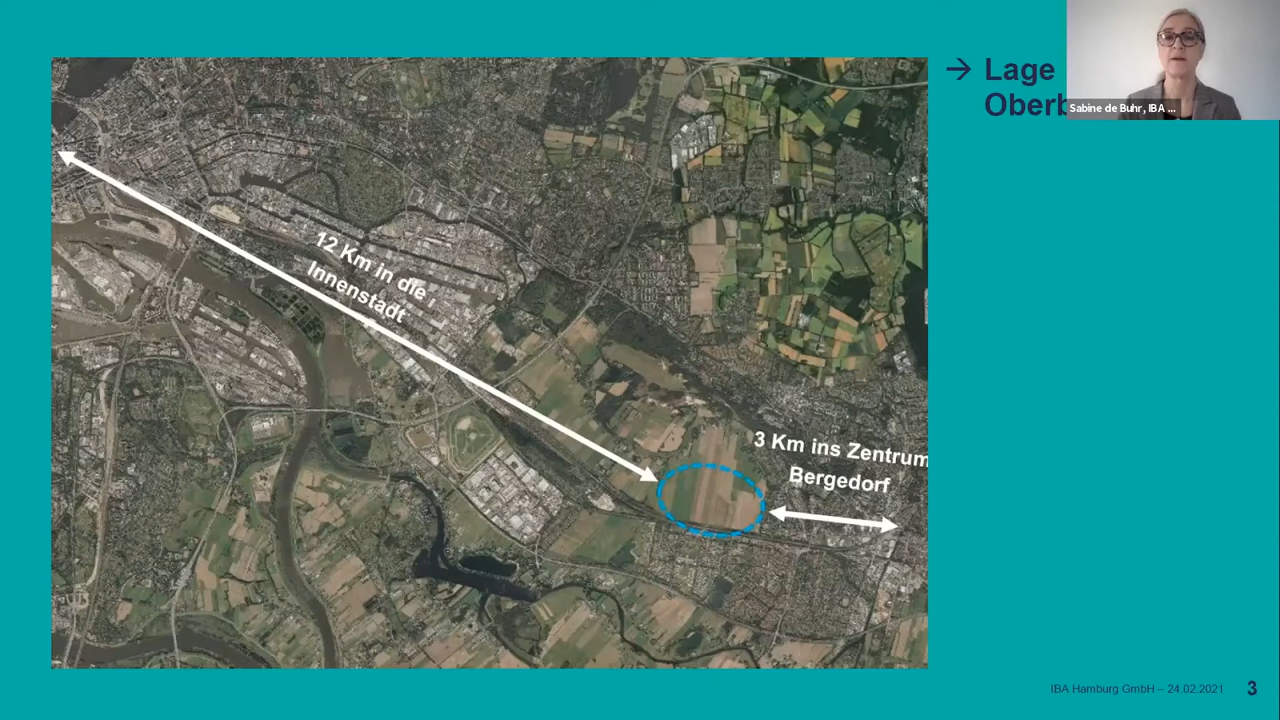 → Lage
Sabine de Buhr, IBA ...
12 Km in die
Innenstadt
3 Km ins Zentrum
Bergedorf
IBA Hamburg GmbH – 24.02.2021
3